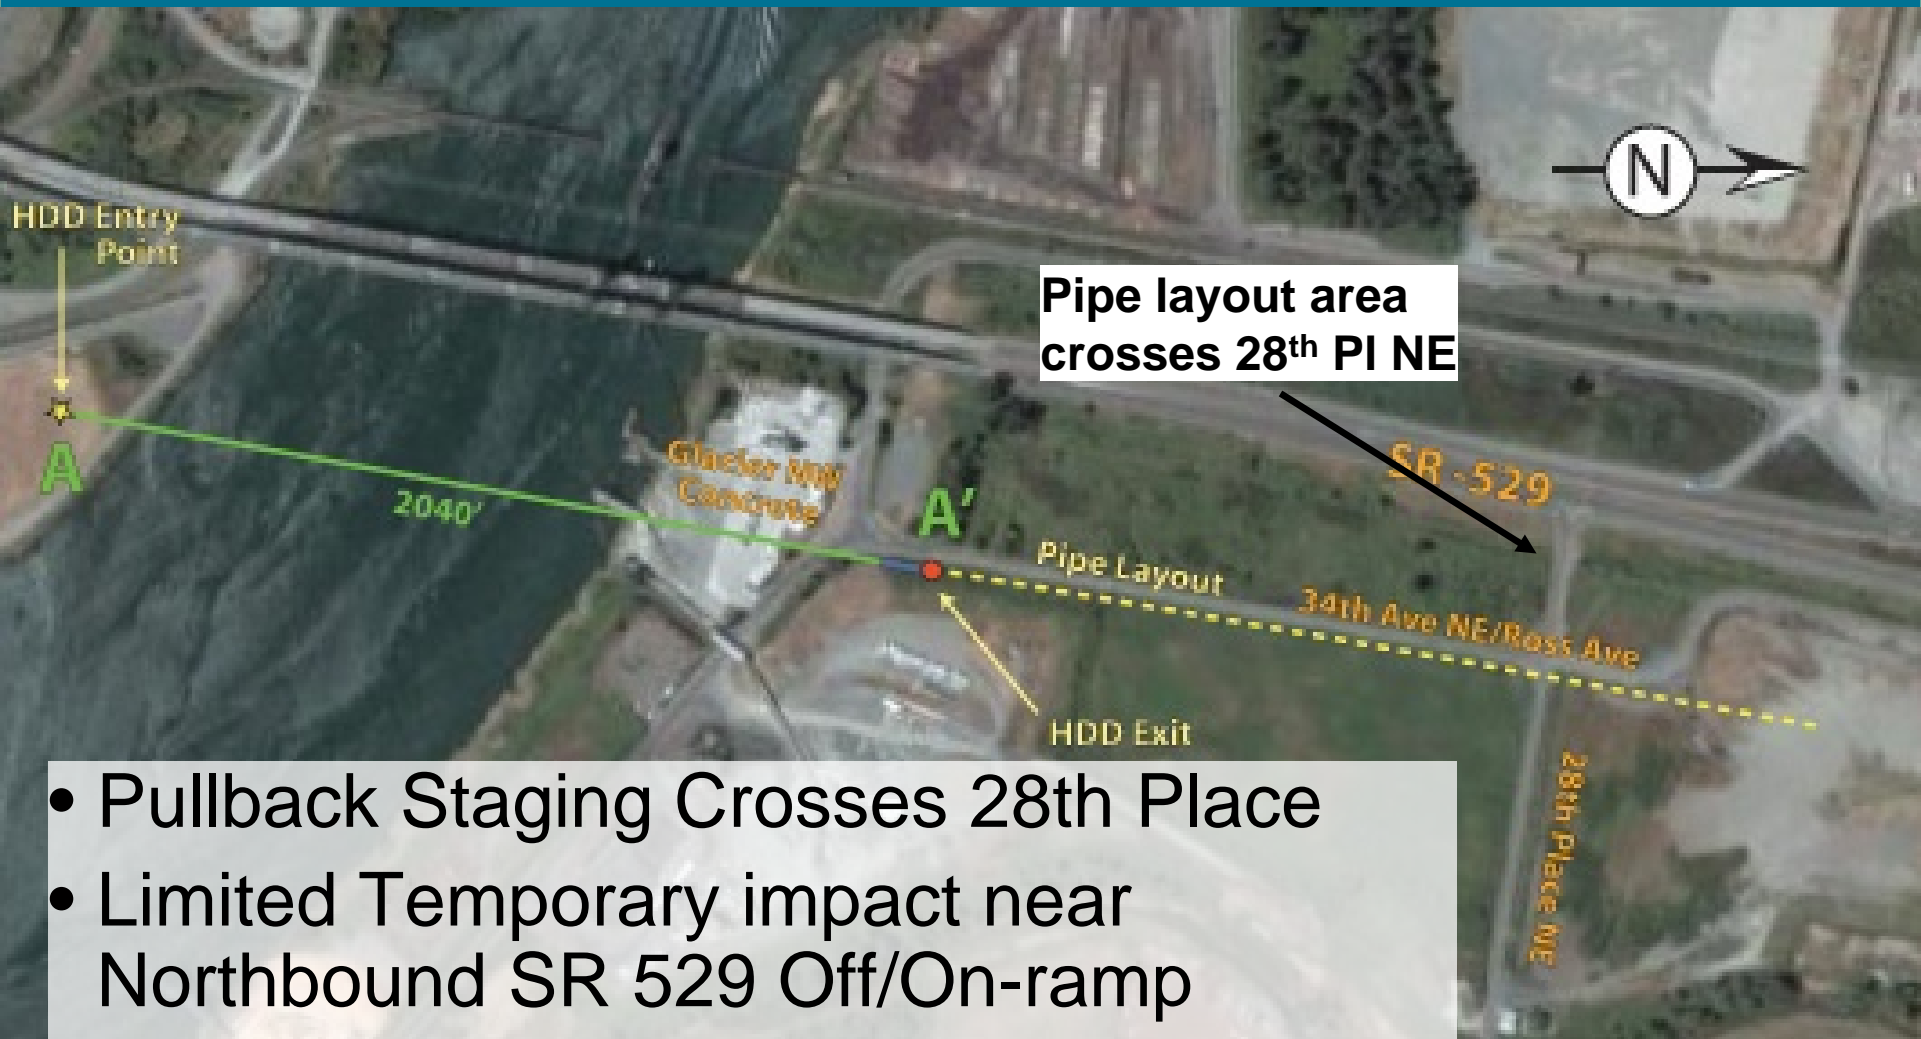 N
HDD Entry
Point
Pipe layout area
crosses 28th Pl NE
A
2040'
Glacier NW
Concrete
A'
SR-529
Pipe Layout
34th Ave NE/Ross Ave
HDD Exit
28th Place NE
• Pullback Staging Crosses 28th Place
• Limited Temporary impact near
Northbound SR 529 Off/On-ramp